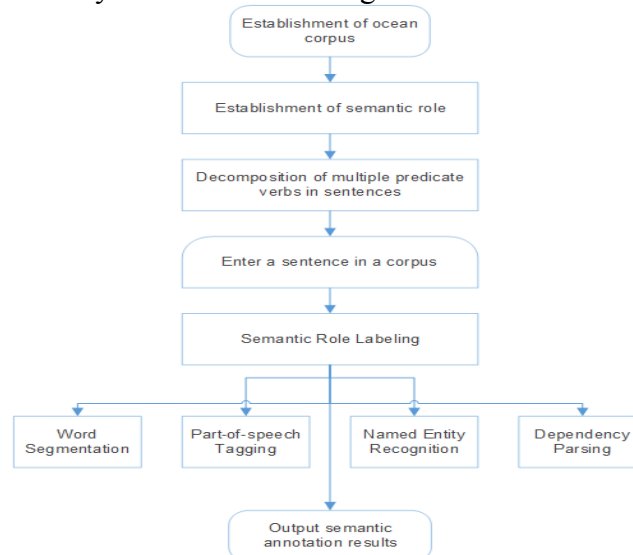 Establishment of ocean
corpus
Establishment of semantic role
Decomposition of multiple predicate
verbs in sentences
Enter a sentence in a corpus
Semantic Role Labeling
Word
Segmentation
Part-of-speech
Tagging
Named Entity
Recognition
Dependency
Parsing
Output semantic
annotation results